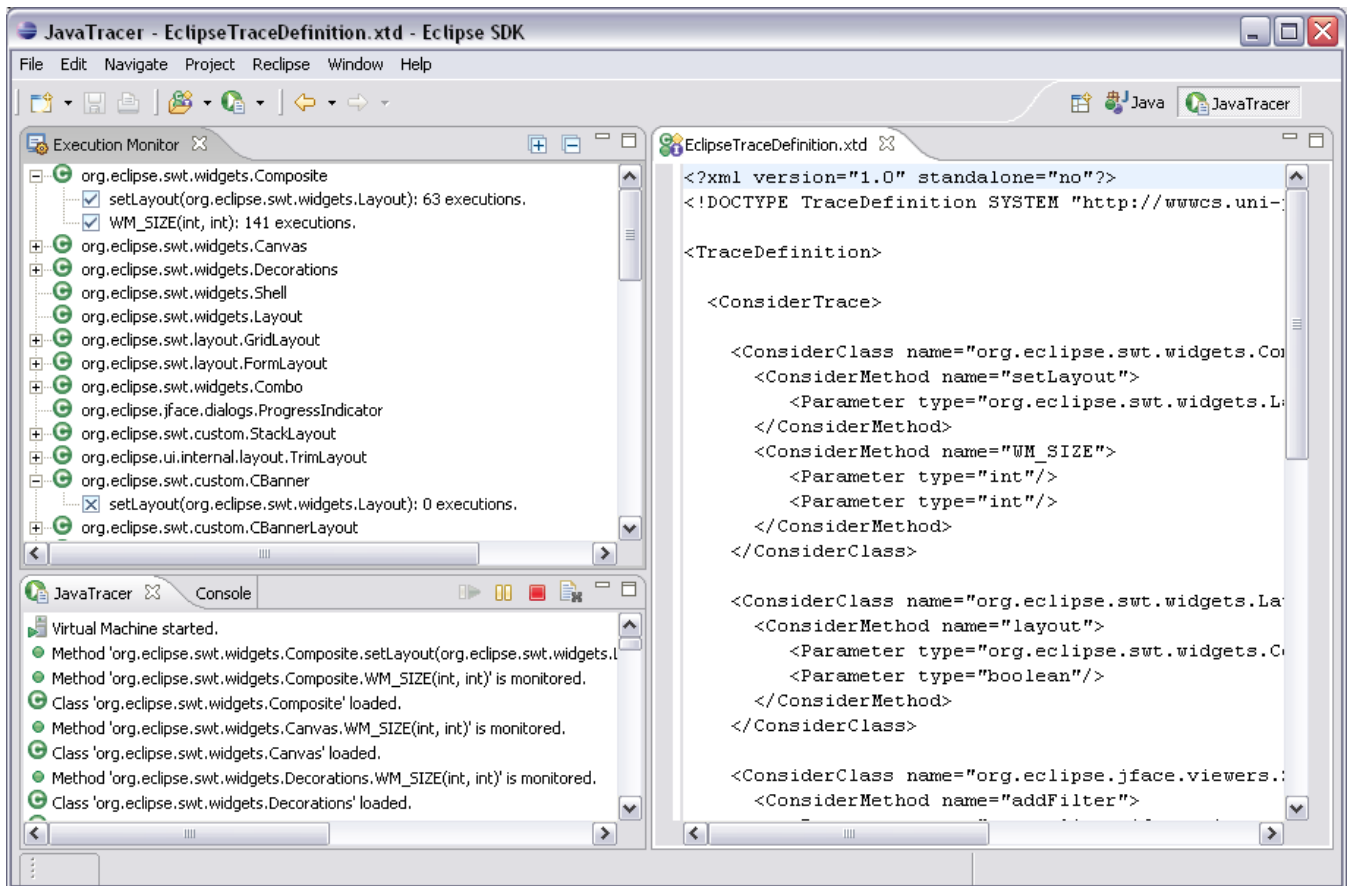 JavaTracer - EclipseTraceDefinition.xtd - Eclipse SDK
File Edit Navigate Project Reclipse Window Help
Java JavaTracer
Execution Monitor
org.eclipse.swt.widgets.Composite
setLayout(org.eclipse.swt.widgets.Layout): 63 executions.
WM_SIZE(int, int): 141 executions.
org.eclipse.swt.widgets.Canvas
org.eclipse.swt.widgets.Decorations
org.eclipse.swt.widgets.Shell
org.eclipse.swt.widgets.Layout
org.eclipse.swt.layout.GridLayout
org.eclipse.swt.layout.FormLayout
org.eclipse.swt.widgets.Combo
org.eclipse.jface.dialogs.ProgressIndicator
org.eclipse.swt.custom.StackLayout
org.eclipse.ui.internal.layout.TrimLayout
org.eclipse.swt.custom.CBanner
setLayout(org.eclipse.swt.widgets.Layout): 0 executions.
org.eclipse.swt.custom.CBannerLayout
JavaTracer Console
Virtual Machine started.
Method 'org.eclipse.swt.widgets.Composite.setLayout(org.eclipse.swt.widgets.L
Method 'org.eclipse.swt.widgets.Composite.WM_SIZE(int, int)' is monitored.
Class 'org.eclipse.swt.widgets.Composite' loaded.
Method 'org.eclipse.swt.widgets.Canvas.WM_SIZE(int, int)' is monitored.
Class 'org.eclipse.swt.widgets.Canvas' loaded.
Method 'org.eclipse.swt.widgets.Decorations.WM_SIZE(int, int)' is monitored.
Class 'org.eclipse.swt.widgets.Decorations' loaded.
EclipseTraceDefinition.xtd
<?xml version="1.0" standalone="no"?>
<!DOCTYPE TraceDefinition SYSTEM "http://wwwcs.uni-
<TraceDefinition>
<ConsiderTrace>
<ConsiderClass name="org.eclipse.swt.widgets.Co
<ConsiderMethod name="setLayout">
<Parameter type="org.eclipse.swt.widgets.L
</ConsiderMethod>
<ConsiderMethod name="WM_SIZE">
<Parameter type="int"/>
<Parameter type="int"/>
</ConsiderMethod>
</ConsiderClass>
<ConsiderClass name="org.eclipse.swt.widgets.La
<ConsiderMethod name="layout">
<Parameter type="org.eclipse.swt.widgets.C
<Parameter type="boolean"/>
</ConsiderMethod>
</ConsiderClass>
<ConsiderClass name="org.eclipse.jface.viewers.
<ConsiderMethod name="addFilter">